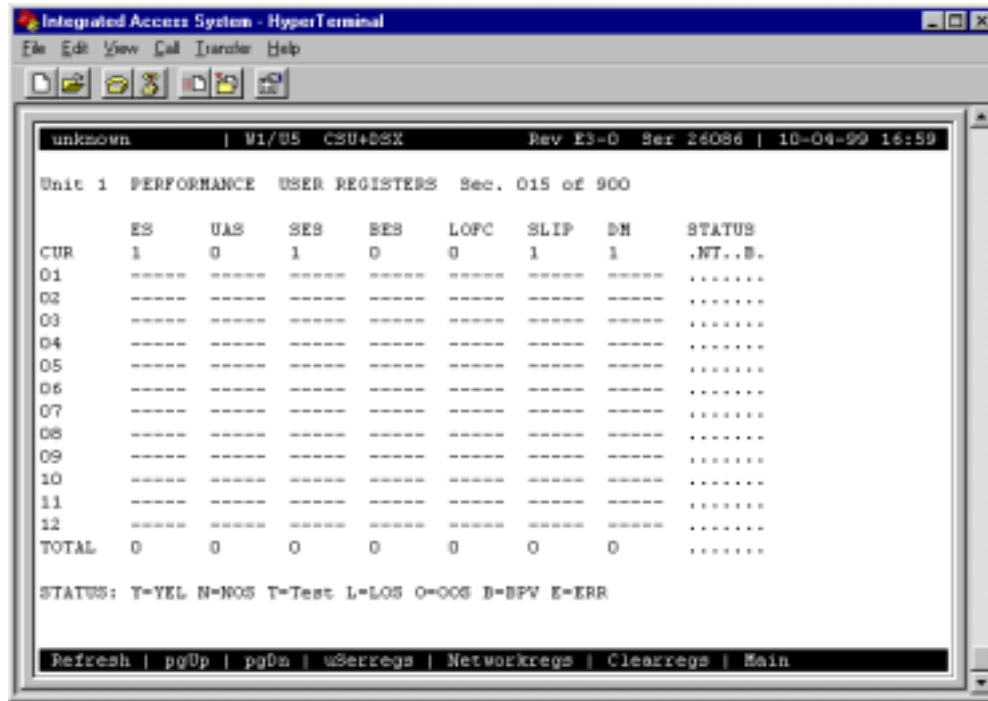 Integrated Access System - HyperTerminal
File Edit View Call Transfer Help
unknown | W1/U5 CSU+DSX Rev E3-0 Ser 26086 | 10-04-99 16:59
Unit 1 PERFORMANCE USER REGISTERS Sec. 015 of 900
ES UAS SES BES LOFC SLIP DM STATUS
CUR 1 0 1 0 0 1 1 .NT..B.
01 ----- ----- ----- ----- ----- ----- ----- .......
02 ----- ----- ----- ----- ----- ----- ----- .......
03 ----- ----- ----- ----- ----- ----- ----- .......
04 ----- ----- ----- ----- ----- ----- ----- .......
05 ----- ----- ----- ----- ----- ----- ----- .......
06 ----- ----- ----- ----- ----- ----- ----- .......
07 ----- ----- ----- ----- ----- ----- ----- .......
08 ----- ----- ----- ----- ----- ----- ----- .......
09 ----- ----- ----- ----- ----- ----- ----- .......
10 ----- ----- ----- ----- ----- ----- ----- .......
11 ----- ----- ----- ----- ----- ----- ----- .......
12 ----- ----- ----- ----- ----- ----- ----- .......
TOTAL 0 0 0 0 0 0 0 .......
STATUS: Y=YEL N=NOS T=Test L=LOS O=OOS B=BPV E=ERR
Refresh | pgUp | pgDn | uSerregs | Networkregs | Clearregs | Main